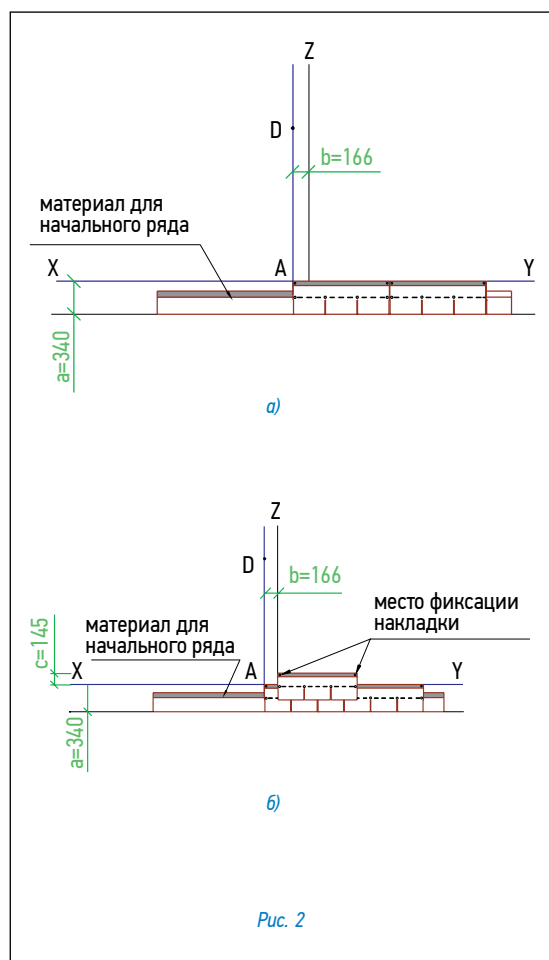 Z
D
b=166
материал для
начального ряда
X
A
Y
a=340
а)
Z
D
b=166
место фиксации
накладки
материал для
начального ряда
c=145
X
A
Y
a=340
б)
Рис. 2